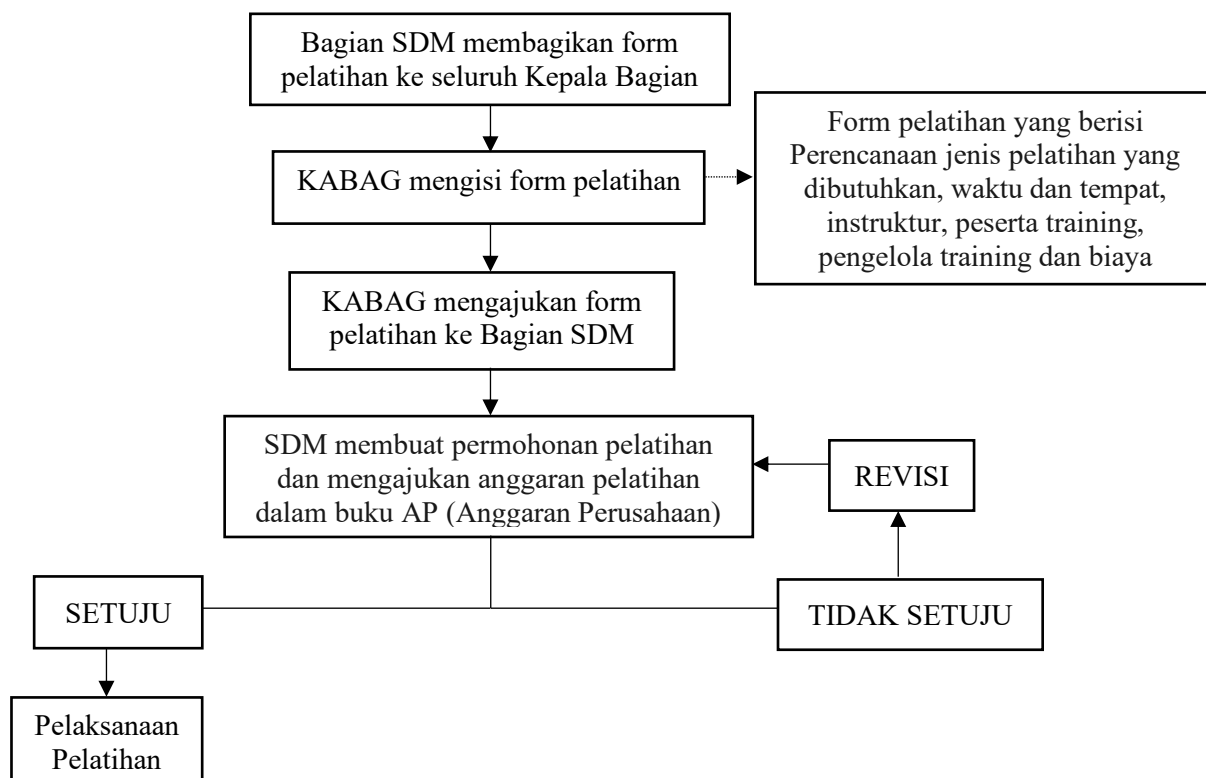 Bagian SDM membagikan form
pelatihan ke seluruh Kepala Bagian
KABAG mengisi form pelatihan
Form pelatihan yang berisi
Perencanaan jenis pelatihan yang
dibutuhkan, waktu dan tempat,
instruktur, peserta training,
pengelola training dan biaya
KABAG mengajukan form
pelatihan ke Bagian SDM
SDM membuat permohonan pelatihan
dan mengajukan anggaran pelatihan
dalam buku AP (Anggaran Perusahaan)
REVISI
SETUJU
TIDAK SETUJU
Pelaksanaan
Pelatihan